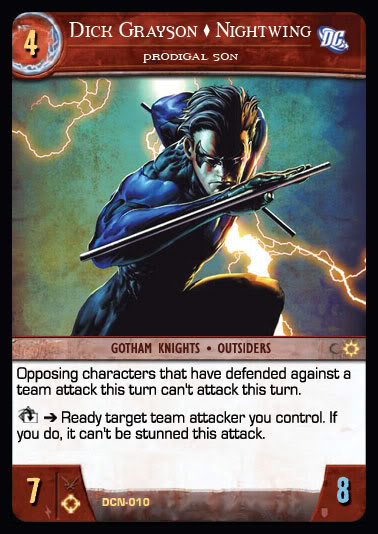 4
Dick Grayson ♦ Nightwing
DC
PRODIGAL SON
GOTHAM KNIGHTS • OUTSIDERS
C
Opposing characters that have defended against a
team attack this turn can't attack this turn.
➔ Ready target team attacker you control. If
you do, it can't be stunned this attack.
7
DCN-010
8